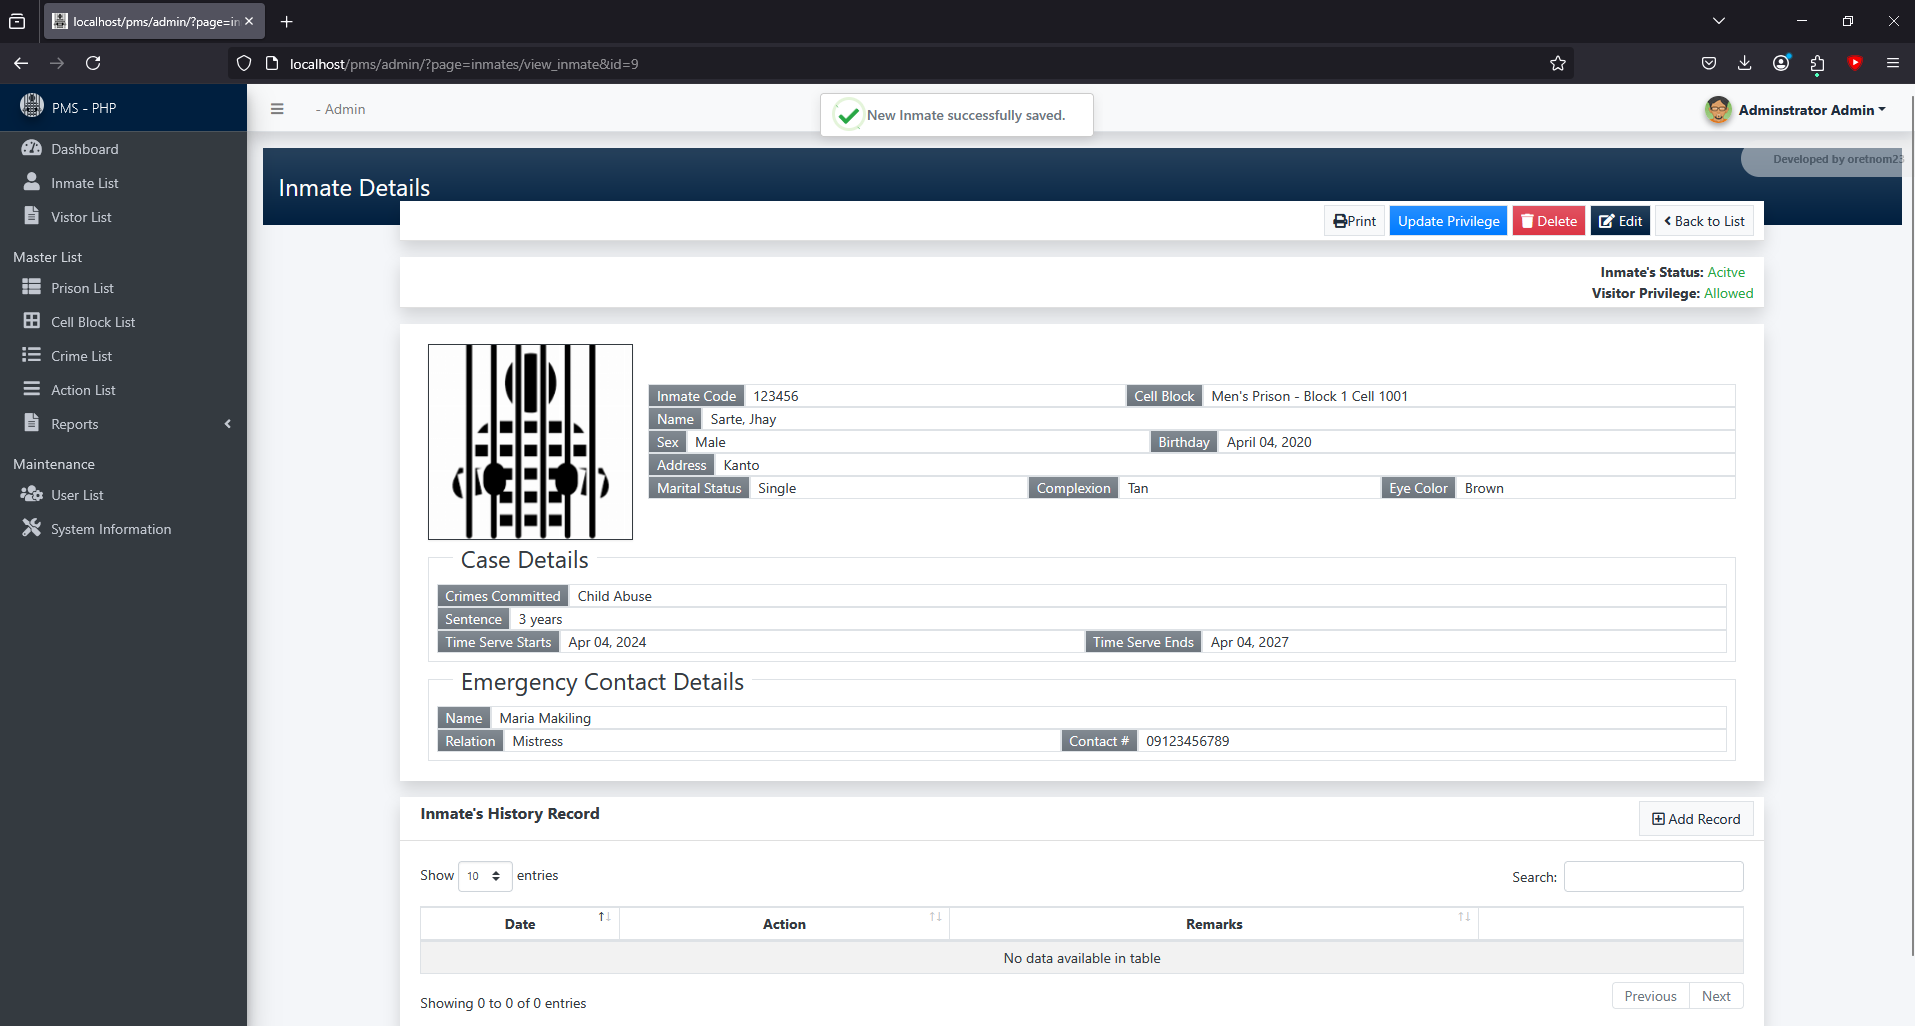 localhost/pms/admin/?page=in
localhost/pms/admin/?page=inmates/view_inmate&id=9
PMS - PHP
- Admin
New Inmate successfully saved.
Adminstrator Admin
Developed by oretnom23
Dashboard
Inmate List
Vistor List
Master List
Prison List
Cell Block List
Crime List
Action List
Reports
Maintenance
User List
System Information
Inmate Details
Print Update Privilege Delete Edit Back to List
Inmate's Status: Acitve
Visitor Privilege: Allowed
Inmate Code 123456 Cell Block Men's Prison - Block 1 Cell 1001
Name Sarte, Jhay
Sex Male Birthday April 04, 2020
Address Kanto
Marital Status Single Complexion Tan Eye Color Brown
Case Details
Crimes Committed Child Abuse
Sentence 3 years
Time Serve Starts Apr 04, 2024 Time Serve Ends Apr 04, 2027
Emergency Contact Details
Name Maria Makiling
Relation Mistress Contact # 09123456789
Inmate's History Record
Add Record
Show 10 entries Search:
Date Action Remarks
No data available in table
Showing 0 to 0 of 0 entries
Previous Next